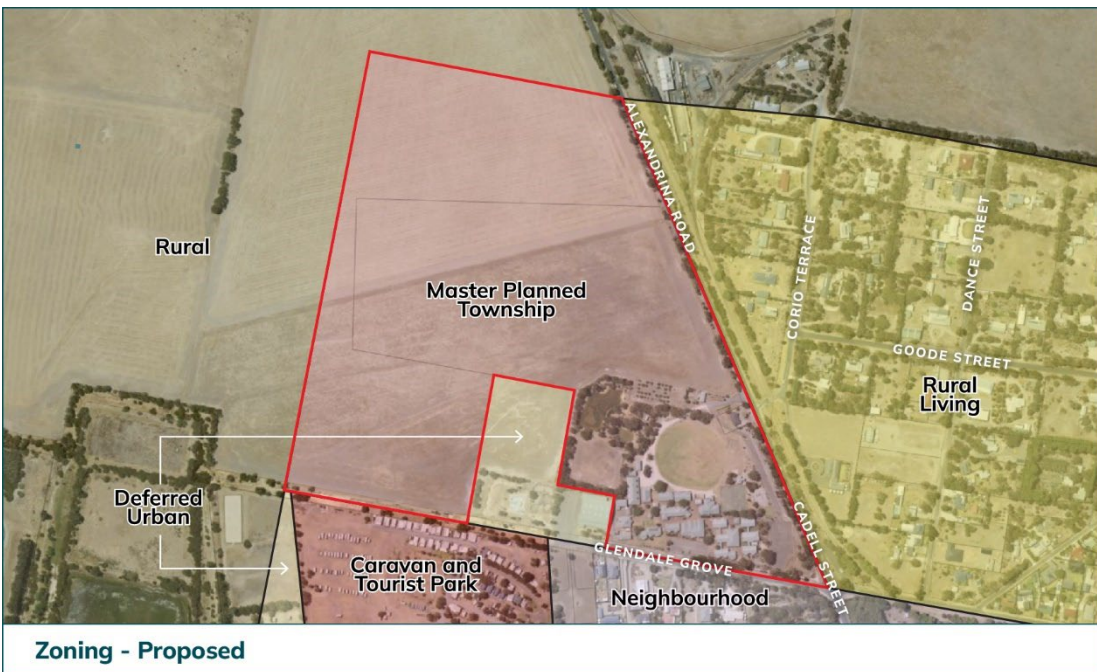 ALEXANDRINA ROAD
Rural
CORIO TERRACE
DANCE STREET
Master Planned
Township
GOODE STREET
Rural
Living
Deferred
Urban
CADELL STREET
GLENDALE GROVE
Caravan and
Tourist Park
Neighbourhood
Zoning - Proposed